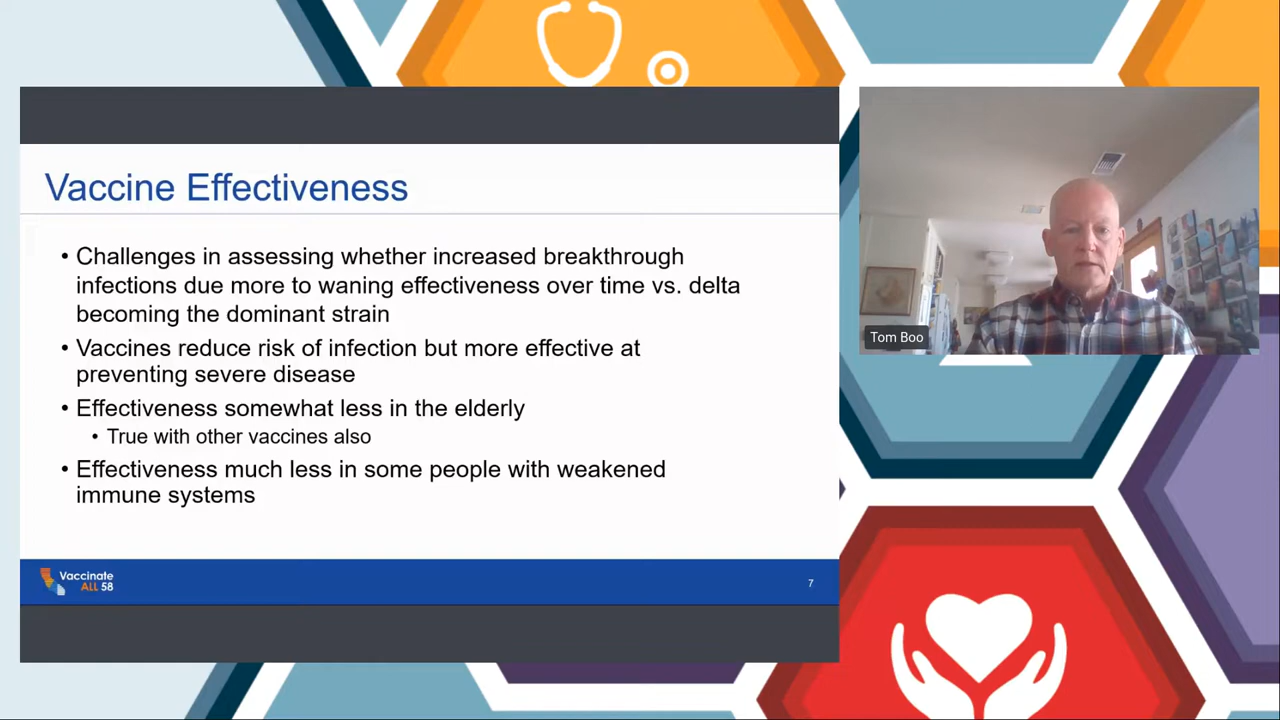 Vaccine Effectiveness
• Challenges in assessing whether increased breakthrough
infections due more to waning effectiveness over time vs. delta
becoming the dominant strain
• Vaccines reduce risk of infection but more effective at
preventing severe disease
• Effectiveness somewhat less in the elderly
• True with other vaccines also
• Effectiveness much less in some people with weakened
immune systems
Vaccinate
ALL 58
7
Tom Boo